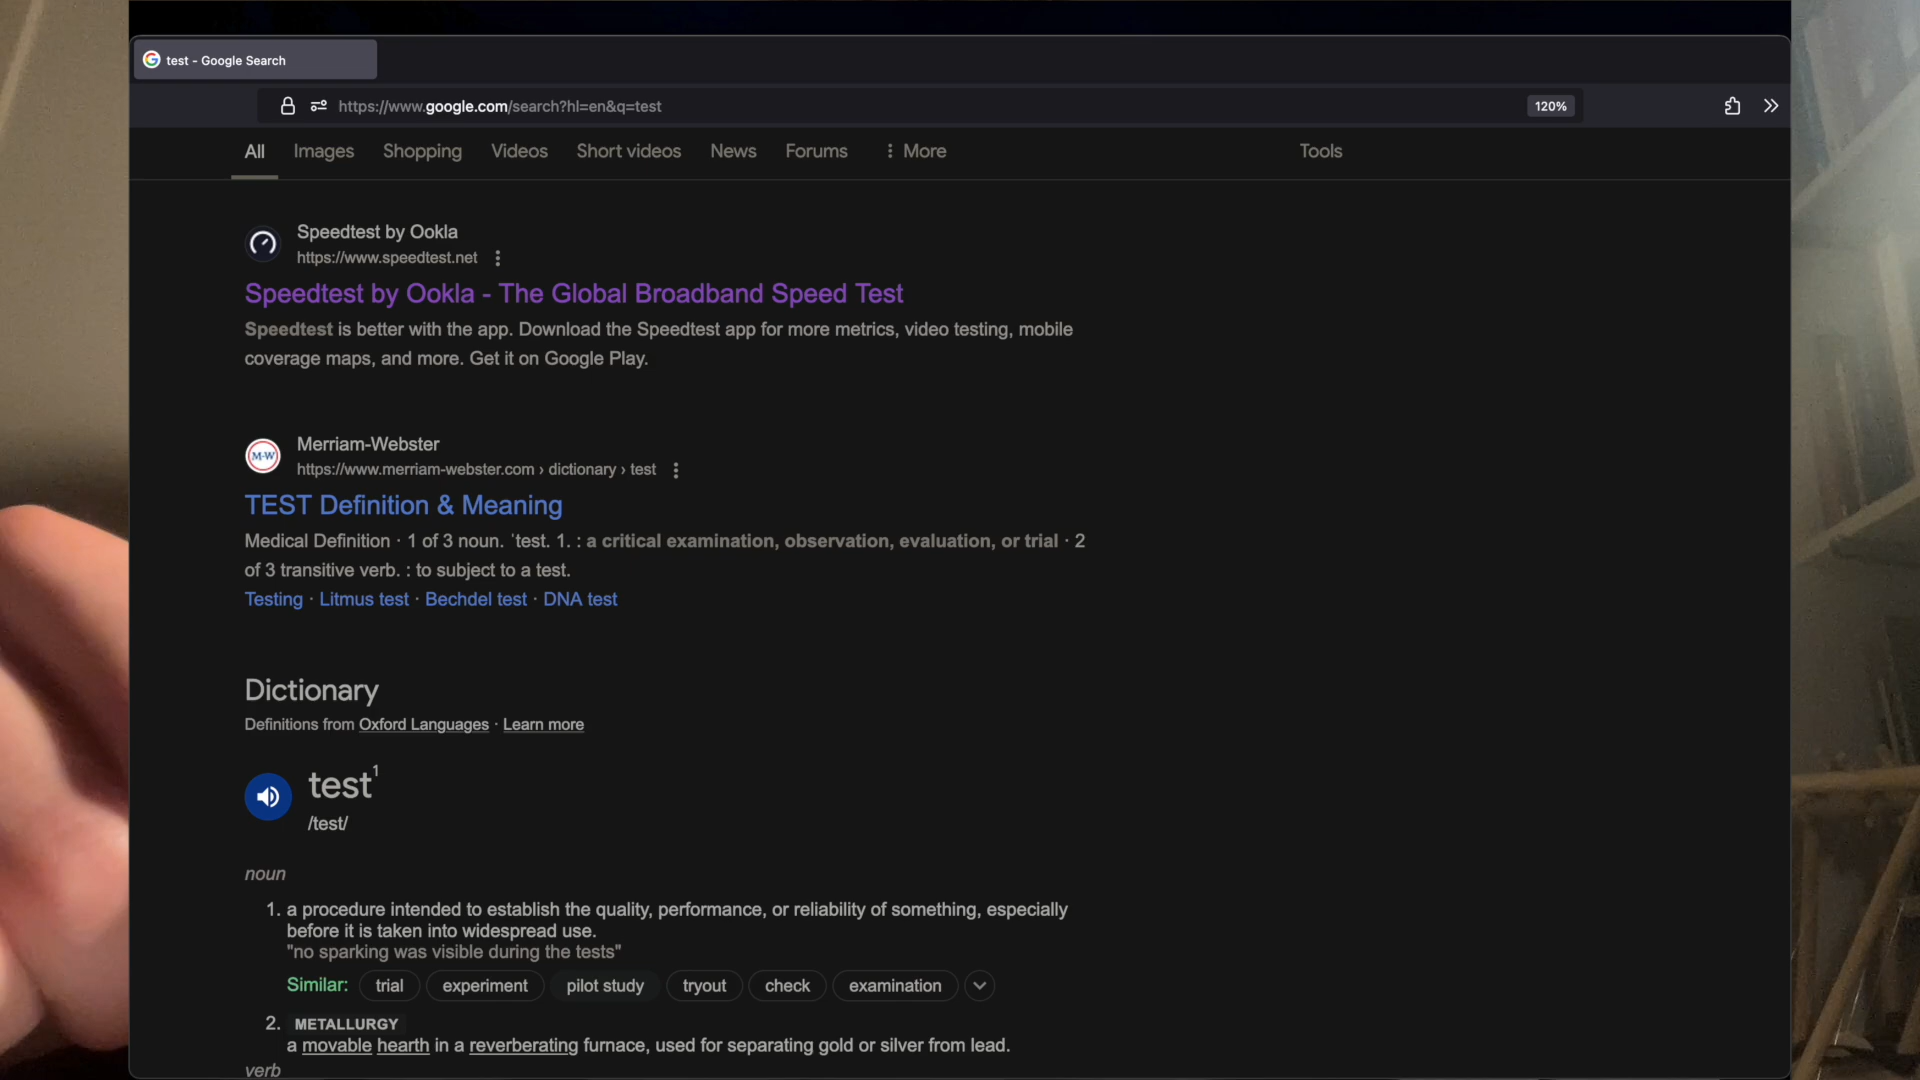 test - Google Search
https://www.google.com/search?hl=en&q=test
120%
All Images Shopping Videos Short videos News Forums More Tools
Speedtest by Ookla
https://www.speedtest.net
Speedtest by Ookla - The Global Broadband Speed Test
Speedtest is better with the app. Download the Speedtest app for more metrics, video testing, mobile
coverage maps, and more. Get it on Google Play.
M-W
Merriam-Webster
https://www.merriam-webster.com › dictionary › test
TEST Definition & Meaning
Medical Definition · 1 of 3 noun. ˈtest. 1. : a critical examination, observation, evaluation, or trial · 2
of 3 transitive verb. : to subject to a test.
Testing · Litmus test · Bechdel test · DNA test
Dictionary
Definitions from Oxford Languages · Learn more
test¹
/test/
noun
1. a procedure intended to establish the quality, performance, or reliability of something, especially
before it is taken into widespread use.
"no sparking was visible during the tests"
Similar: trial experiment pilot study tryout check examination
2. METALLURGY
a movable hearth in a reverberating furnace, used for separating gold or silver from lead.
verb